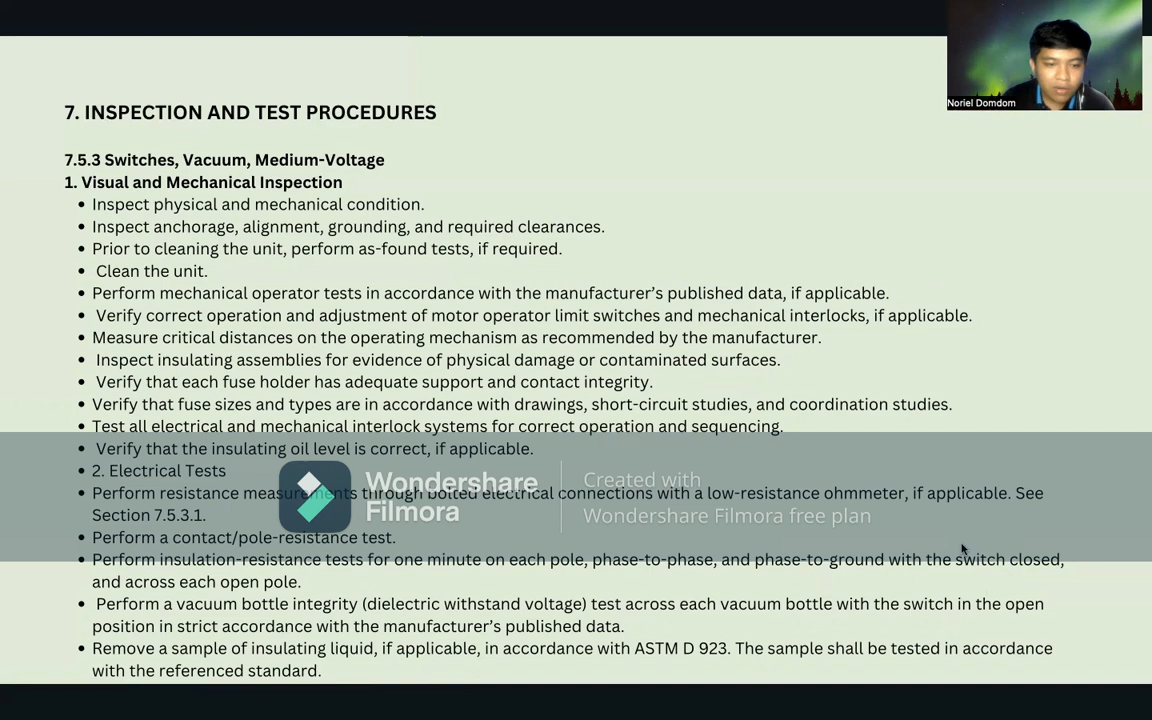 Noriel Domdom
7. INSPECTION AND TEST PROCEDURES
7.5.3 Switches, Vacuum, Medium-Voltage
1. Visual and Mechanical Inspection
• Inspect physical and mechanical condition.
• Inspect anchorage, alignment, grounding, and required clearances.
• Prior to cleaning the unit, perform as-found tests, if required.
• Clean the unit.
• Perform mechanical operator tests in accordance with the manufacturer’s published data, if applicable.
• Verify correct operation and adjustment of motor operator limit switches and mechanical interlocks, if applicable.
• Measure critical distances on the operating mechanism as recommended by the manufacturer.
• Inspect insulating assemblies for evidence of physical damage or contaminated surfaces.
• Verify that each fuse holder has adequate support and contact integrity.
• Verify that fuse sizes and types are in accordance with drawings, short-circuit studies, and coordination studies.
• Test all electrical and mechanical interlock systems for correct operation and sequencing.
• Verify that the insulating oil level is correct, if applicable.
• 2. Electrical Tests
• Perform resistance measurements through bolted electrical connections with a low-resistance ohmmeter, if applicable. See
Section 7.5.3.1.
• Perform a contact/pole-resistance test.
• Perform insulation-resistance tests for one minute on each pole, phase-to-phase, and phase-to-ground with the switch closed,
and across each open pole.
• Perform a vacuum bottle integrity (dielectric withstand voltage) test across each vacuum bottle with the switch in the open
position in strict accordance with the manufacturer’s published data.
• Remove a sample of insulating liquid, if applicable, in accordance with ASTM D 923. The sample shall be tested in accordance
with the referenced standard.
Wondershare
Filmora
Created with
Wondershare Filmora free plan